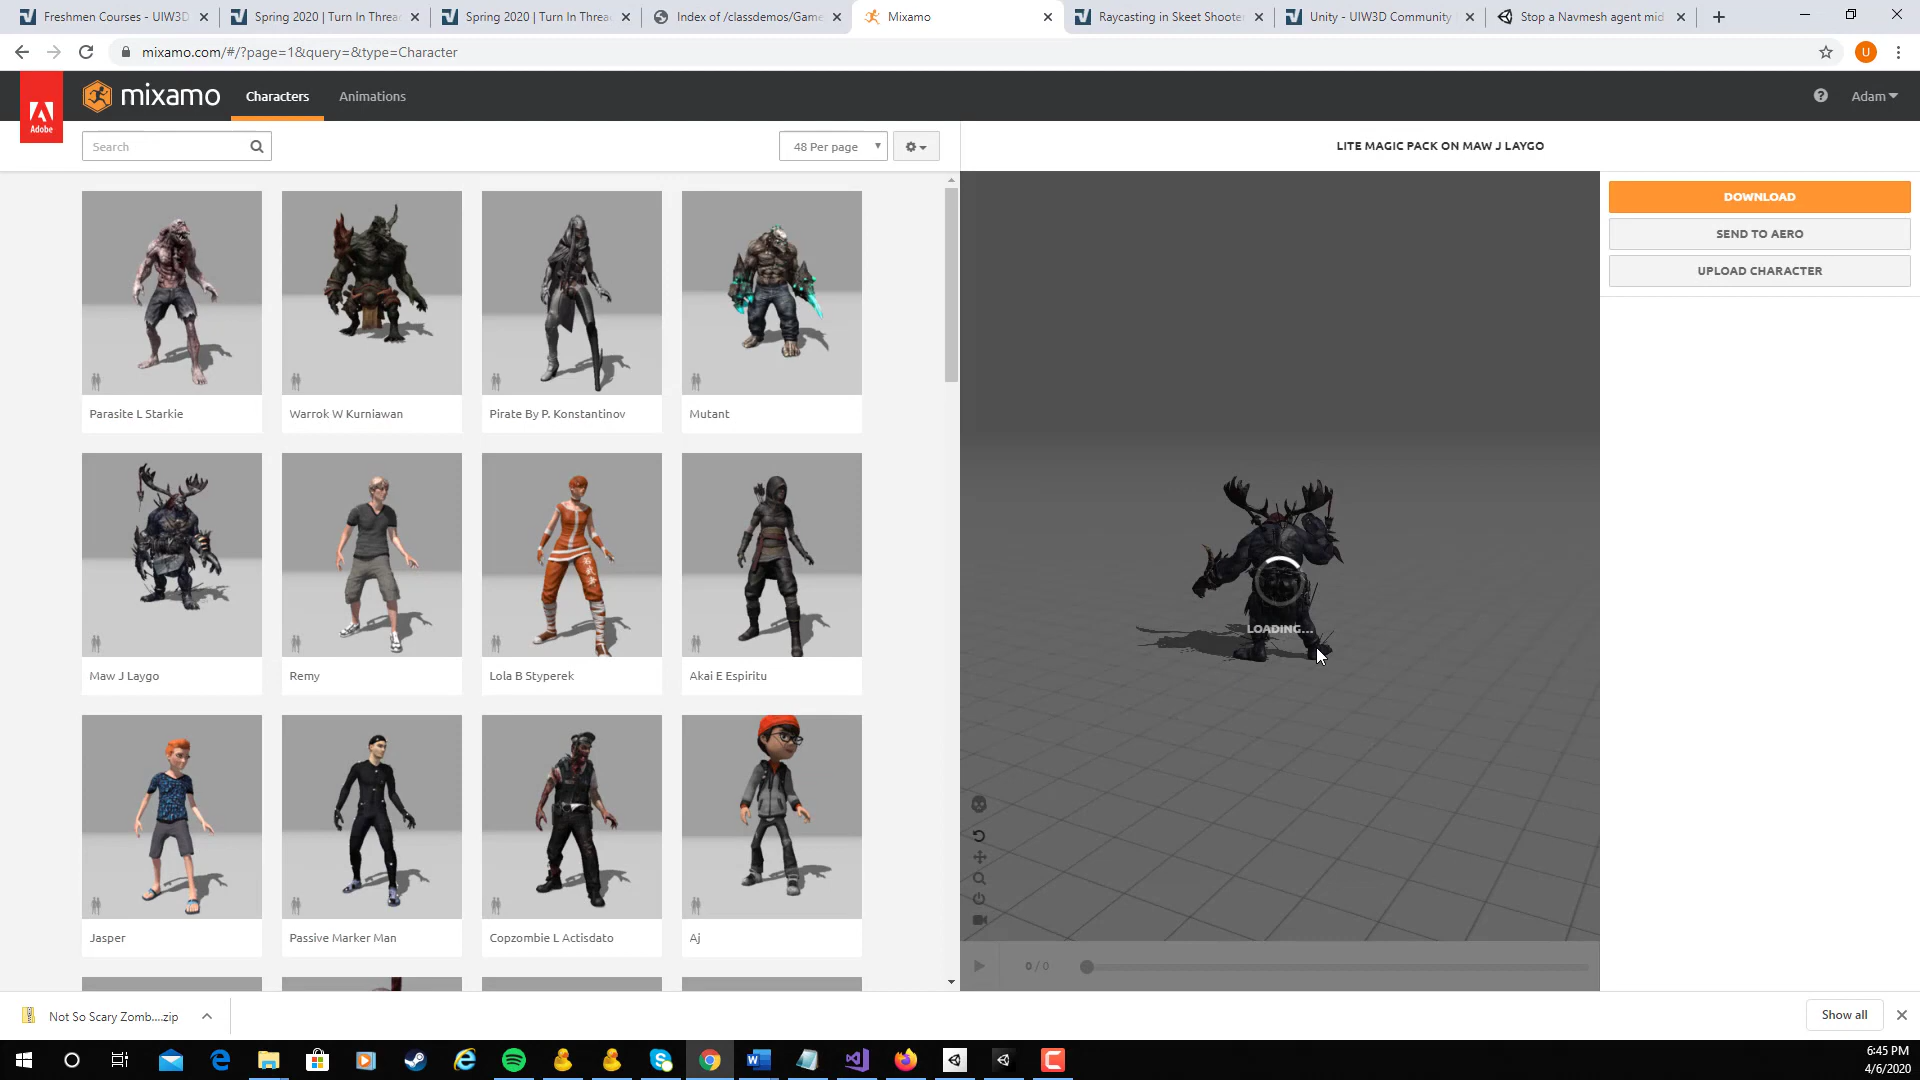 Freshmen Courses - UIW3D
Spring 2020 | Turn In Threa
Spring 2020 | Turn In Threa
Index of /classdemos/Game
Mixamo
Raycasting in Skeet Shoote
Unity - UIW3D Community
Stop a Navmesh agent mid
mixamo.com/#/?page=1&query=&type=Character
U
Adobe
mixamo
Characters
Animations
Adam
Search
48 Per page
LITE MAGIC PACK ON MAW J LAYGO
DOWNLOAD
SEND TO AERO
UPLOAD CHARACTER
Parasite L Starkie
Warrok W Kurniawan
Pirate By P. Konstantinov
Mutant
Maw J Laygo
Remy
Lola B Styperek
Akai E Espiritu
LOADING...
Jasper
Passive Marker Man
Copzombie L Actisdato
Aj
0 / 0
Not So Scary Zomb....zip
Show all
6:45 PM
4/6/2020